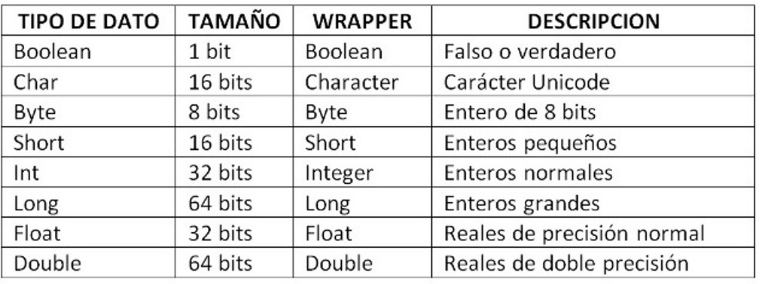 TIPO DE DATO TAMAÑO WRAPPER DESCRIPCION
Boolean 1 bit Boolean Falso o verdadero
Char 16 bits Character Carácter Unicode
Byte 8 bits Byte Entero de 8 bits
Short 16 bits Short Enteros pequeños
Int 32 bits Integer Enteros normales
Long 64 bits Long Enteros grandes
Float 32 bits Float Reales de precisión normal
Double 64 bits Double Reales de doble precisión